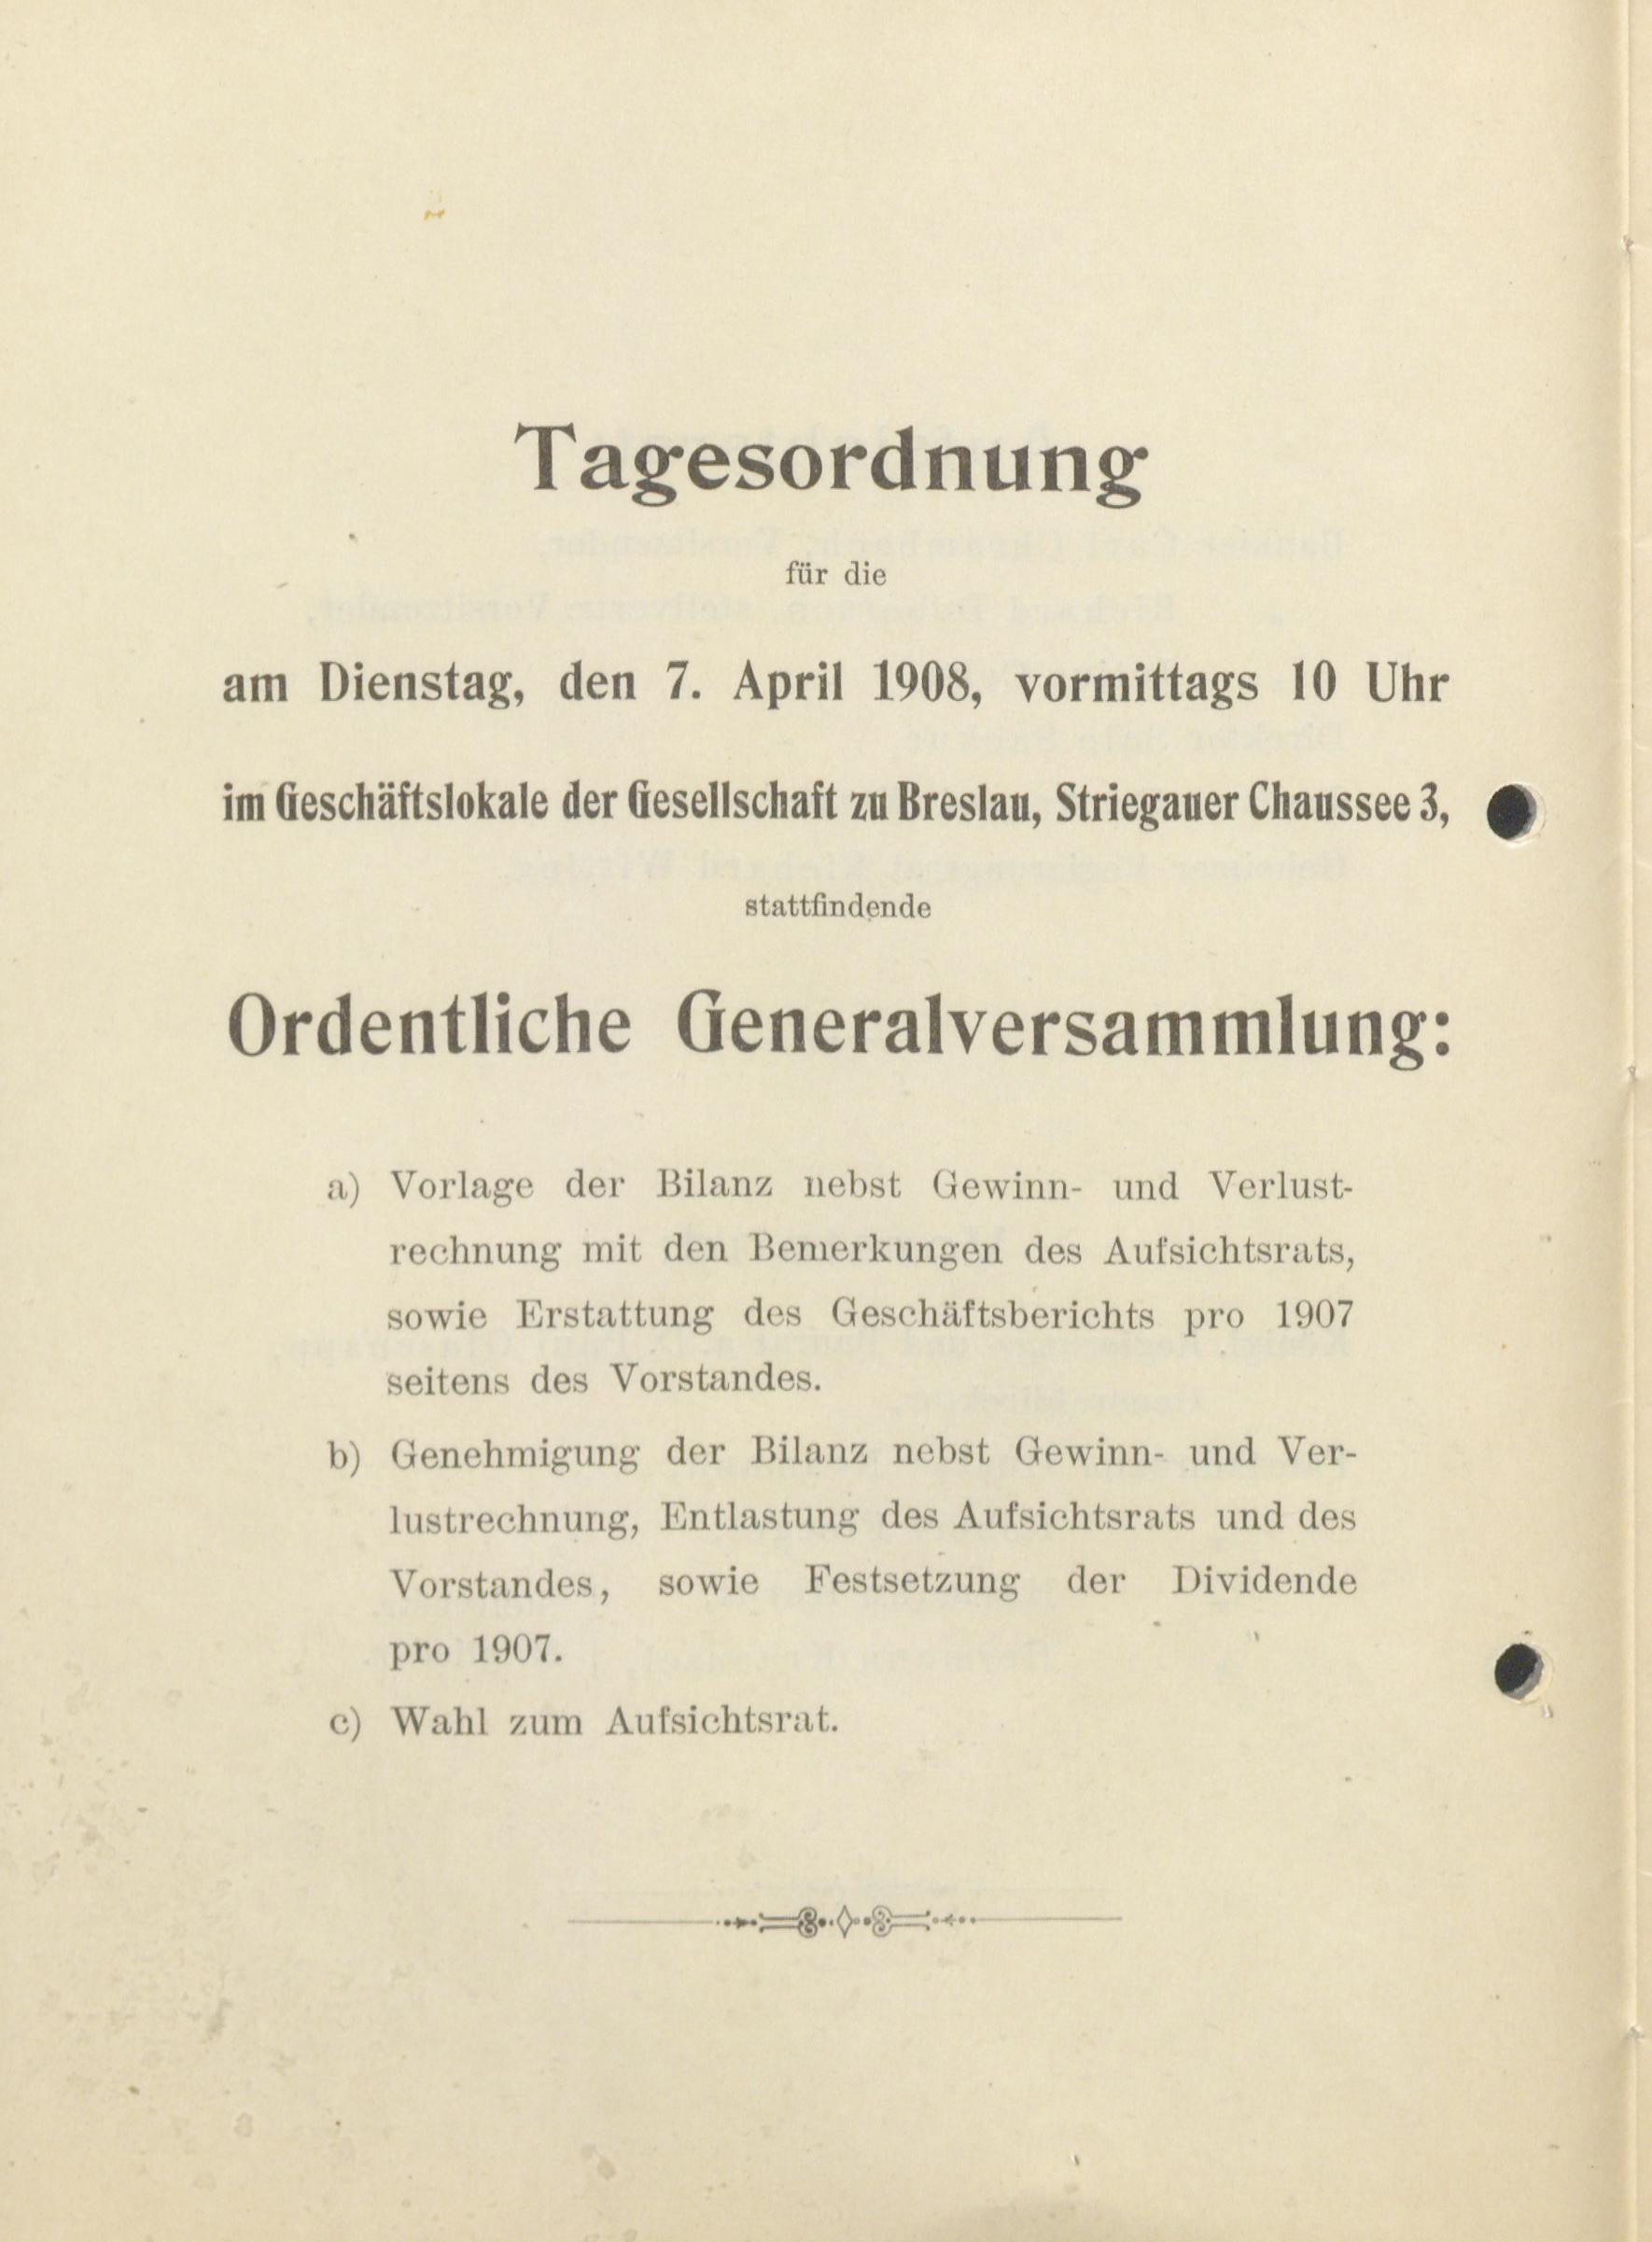 Tagesordnung
für die
am Dienstag, den 7. April 1908, vormittags 10 Uhr
im Geschäftslokale der Gesellschaft zu Breslau, Striegauer Chaussee 3,
stattfindende
Ordentliche Generalversammlung:
a) Vorlage der Bilanz nebst Gewinn- und Verlust-
rechnung mit den Bemerkungen des Aufsichtsrats,
sowie Erstattung des Geschäftsberichts pro 1907
seitens des Vorstandes.
b) Genehmigung der Bilanz nebst Gewinn- und Ver-
lustrechnung, Entlastung des Aufsichtsrats und des
Vorstandes, sowie Festsetzung der Dividende
pro 1907.
c) Wahl zum Aufsichtsrat.